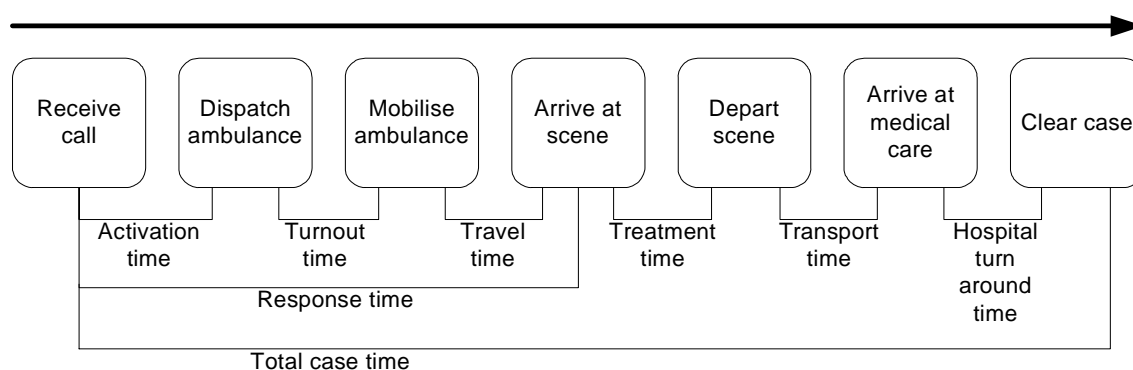 Receive
call
Dispatch
ambulance
Mobilise
ambulance
Arrive at
scene
Depart
scene
Arrive at
medical
care
Clear case
Activation
time
Turnout
time
Travel
time
Treatment
time
Transport
time
Hospital
turn
around
time
Response time
Total case time